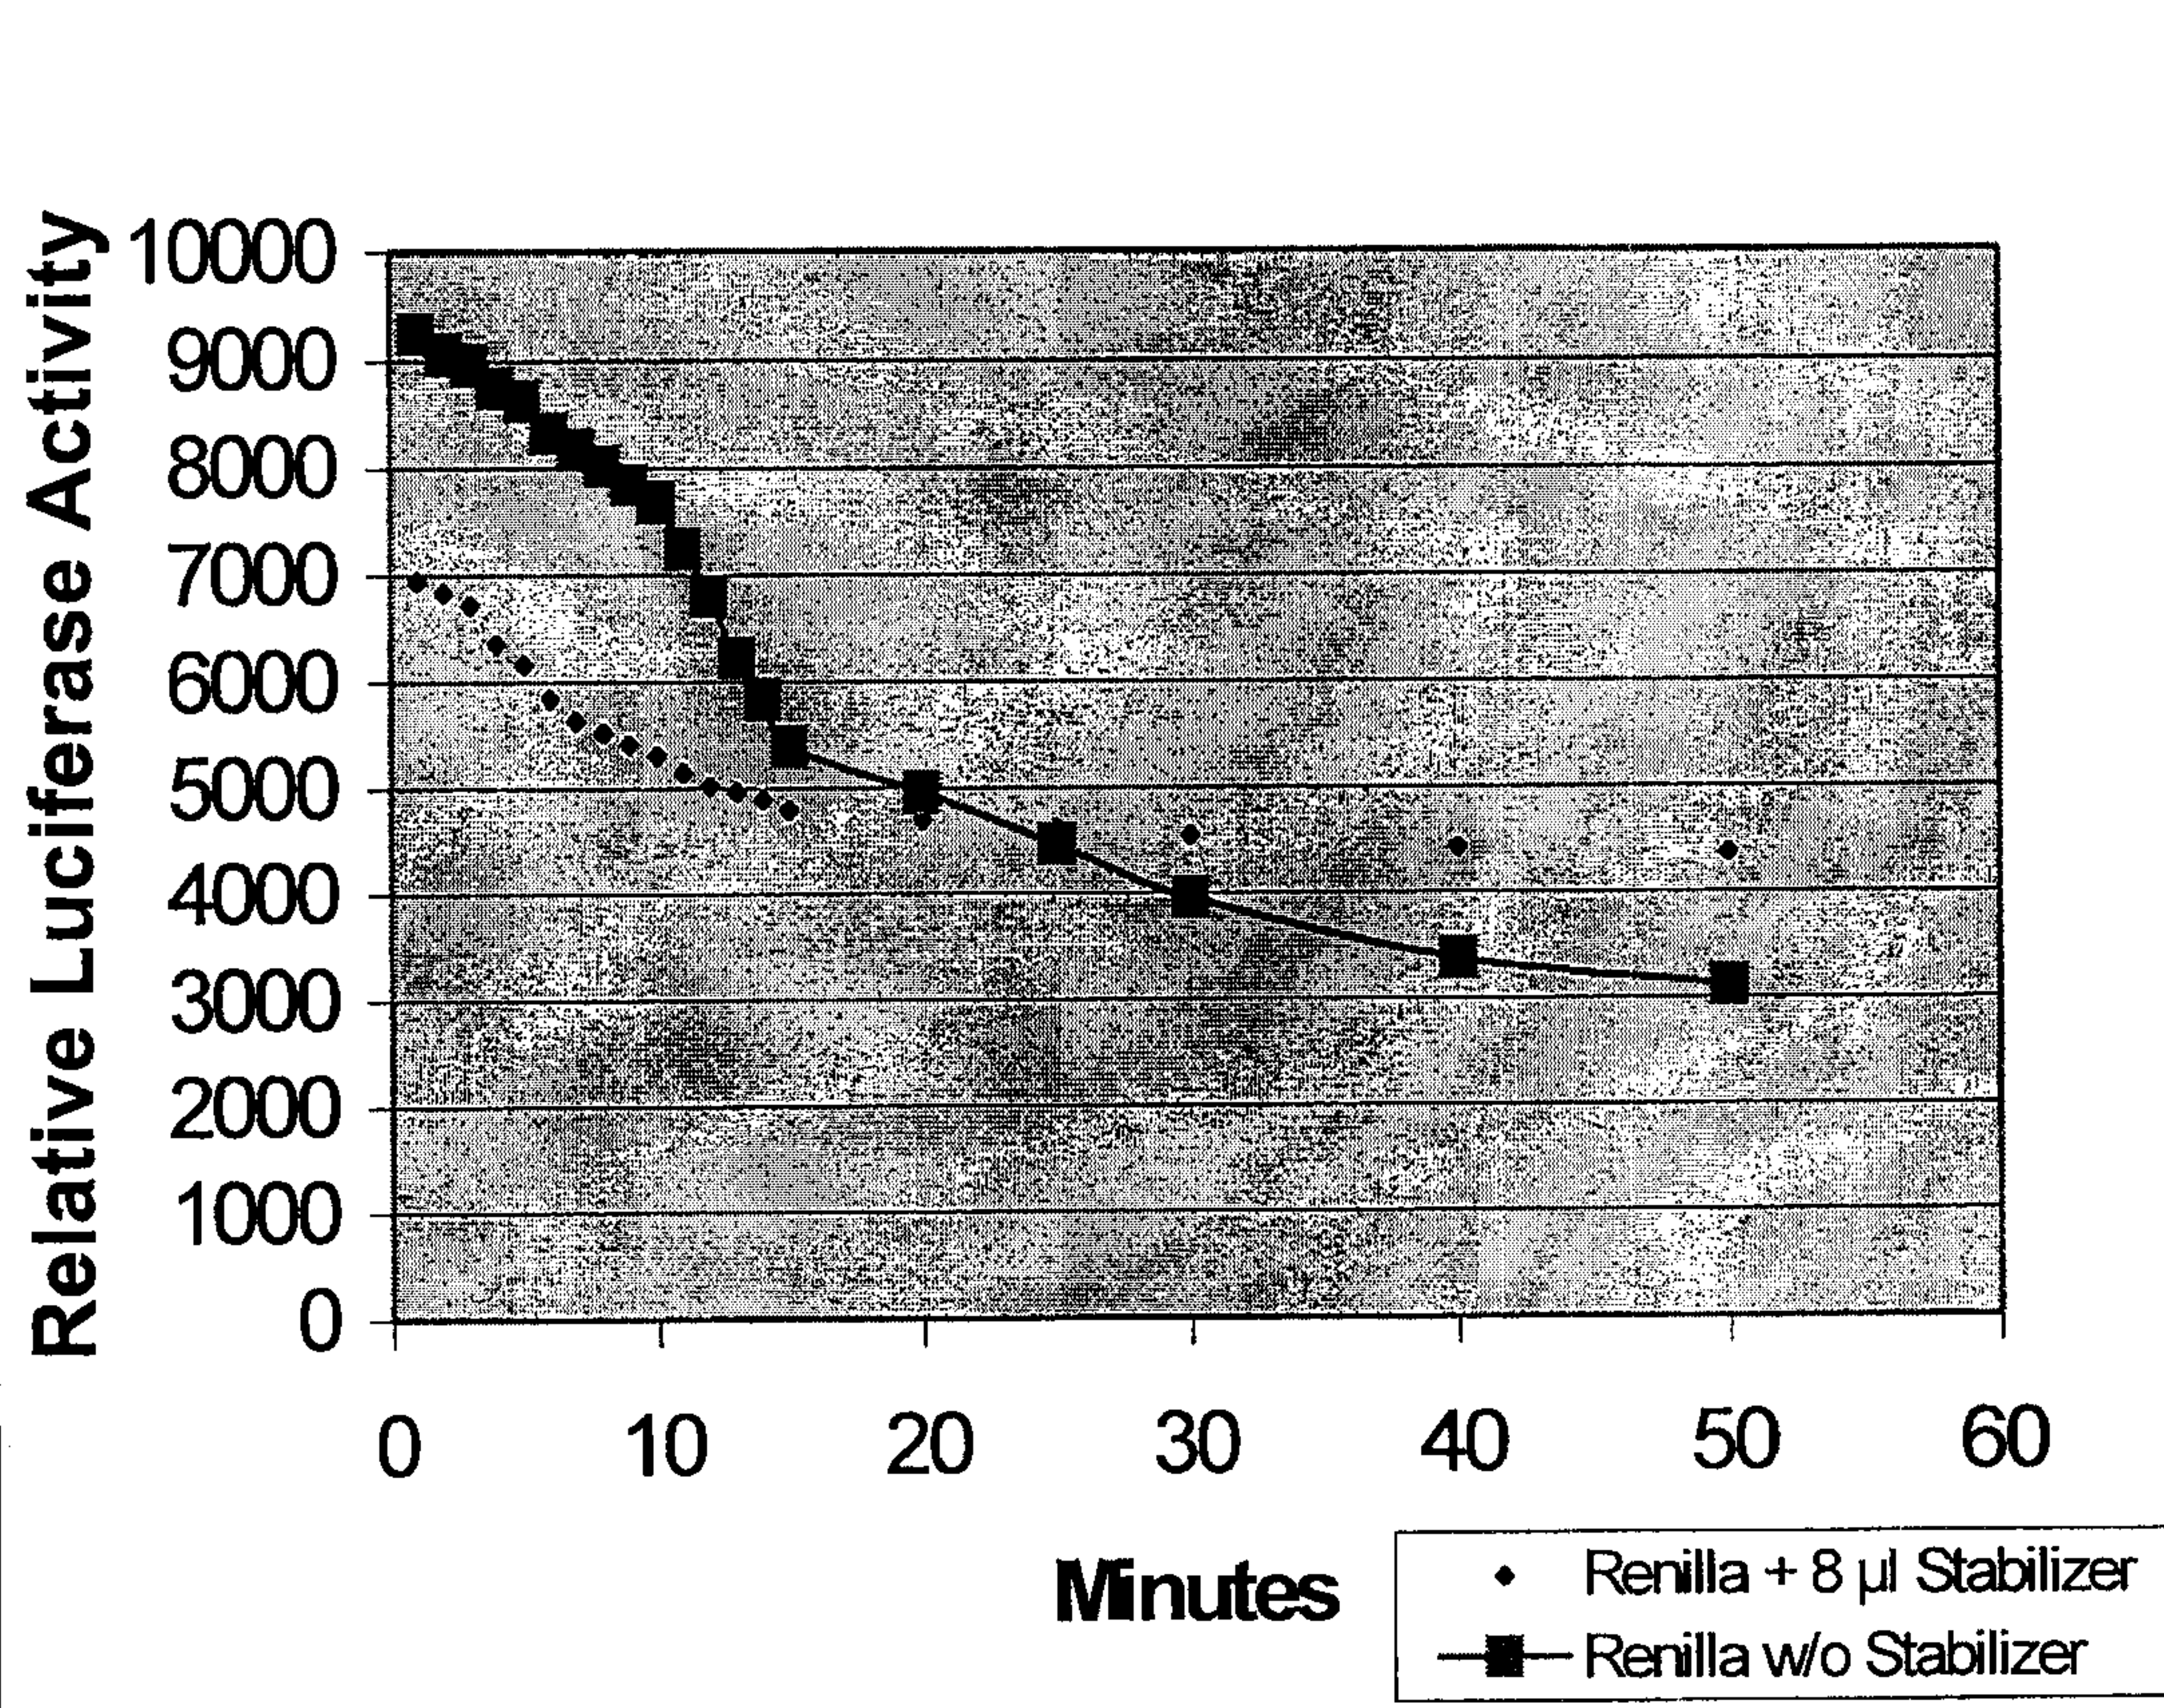 Relative Luciferase Activity
10000
9000
8000
7000
6000
5000
4000
3000
2000
1000
0
0 10 20 30 40 50 60
Minutes
Renilla + 8 µl Stabilizer
Renilla w/o Stabilizer